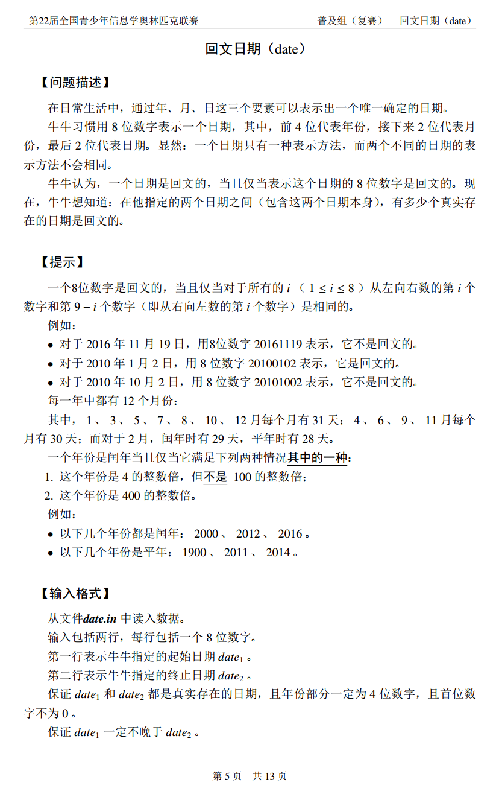 第22届全国青少年信息学奥林匹克联赛 普及组（复赛） 回文日期（date）
回文日期（date）
【问题描述】
在日常生活中，通过年、月、日这三个要素可以表示出一个唯一确定的日期。
牛牛习惯用 8 位数字表示一个日期，其中，前 4 位代表年份，接下来 2 位代表月
份，最后 2 位代表日期。显然：一个日期只有一种表示方法，而两个不同的日期的表
示方法不会相同。
牛牛认为，一个日期是回文的，当且仅当表示这个日期的 8 位数字是回文的。现
在，牛牛想知道：在他指定的两个日期之间（包含这两个日期本身），有多少个真实存
在的日期是回文的。
【提示】
一个8位数字是回文的，当且仅当对于所有的 i （ 1 ≤ i ≤ 8 ）从左向右数的第 i 个
数字和第 9 − i 个数字（即从右向左数的第 i 个数字）是相同的。
例如：
• 对于 2016 年 11 月 19 日，用8位数字 20161119 表示，它不是回文的。
• 对于 2010 年 1 月 2 日，用 8 位数字 20100102 表示，它是回文的。
• 对于 2010 年 10 月 2 日，用 8 位数字 20101002 表示，它不是回文的。
每一年中都有 12 个月份：
其中， 1 、 3 、 5 、 7 、 8 、 10 、 12 月每个月有 31 天； 4 、 6 、 9 、 11 月每个
月有 30 天；而对于 2 月，闰年时有 29 天，平年时有 28 天。
一个年份是闰年当且仅当它满足下列两种情况其中的一种：
1. 这个年份是 4 的整数倍，但不是 100 的整数倍；
2. 这个年份是 400 的整数倍。
例如：
• 以下几个年份都是闰年： 2000 、 2012 、 2016 。
• 以下几个年份是平年： 1900 、 2011 、 2014 。
【输入格式】
从文件date.in 中读入数据。
输入包括两行，每行包括一个 8 位数字。
第一行表示牛牛指定的起始日期 date₁ 。
第二行表示牛牛指定的终止日期 date₂ 。
保证 date₁ 和 date₂ 都是真实存在的日期，且年份部分一定为 4 位数字，且首位数
字不为 0 。
保证 date₁ 一定不晚于 date₂ 。
第 5 页 共 13 页